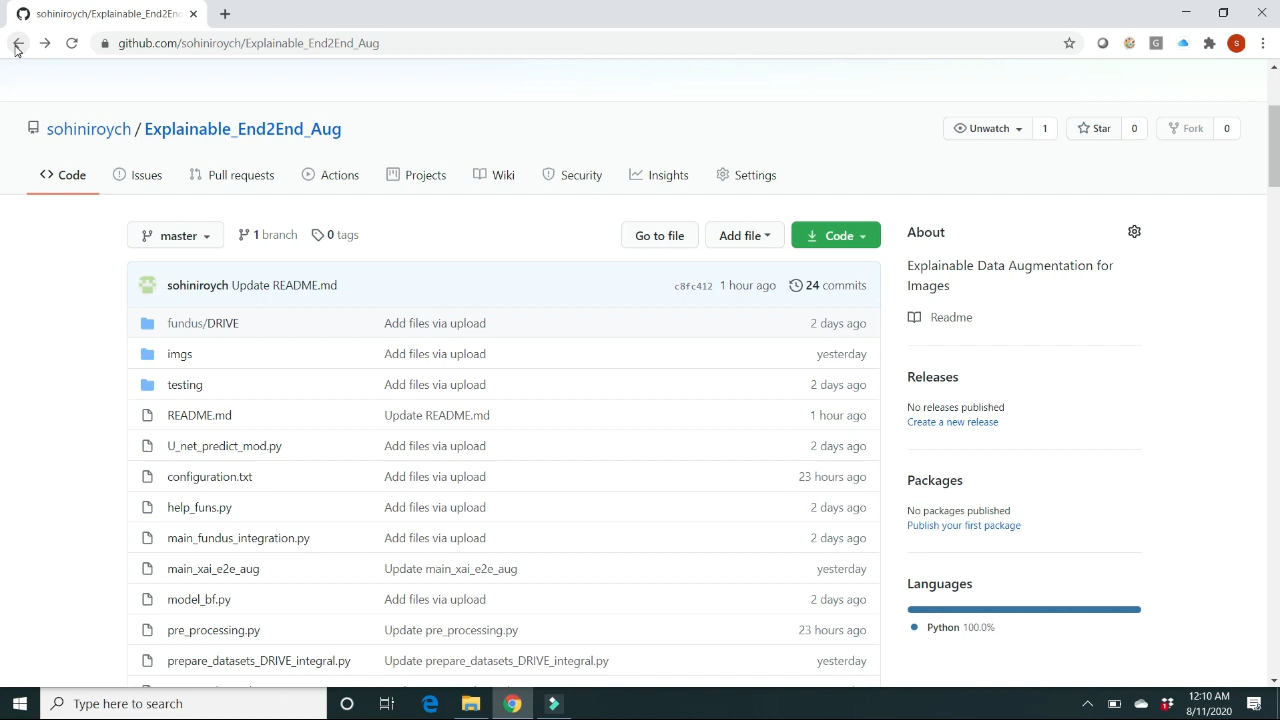 sohiniroych/Explainable_End2End
github.com/sohiniroych/Explainable_End2End_Aug
G
S
sohiniroych / Explainable_End2End_Aug
Unwatch 1 Star 0 Fork 0
Code Issues Pull requests Actions Projects Wiki Security Insights Settings
master 1 branch 0 tags Go to file Add file Code
sohiniroych Update README.md c8fc412 1 hour ago 24 commits
fundus/DRIVE Add files via upload 2 days ago
imgs Add files via upload yesterday
testing Add files via upload 2 days ago
README.md Update README.md 1 hour ago
U_net_predict_mod.py Add files via upload 2 days ago
configuration.txt Add files via upload 23 hours ago
help_funs.py Add files via upload 2 days ago
main_fundus_integration.py Add files via upload 2 days ago
main_xai_e2e_aug Update main_xai_e2e_aug yesterday
model_bf.py Add files via upload 2 days ago
pre_processing.py Update pre_processing.py 23 hours ago
prepare_datasets_DRIVE_integral.py Update prepare_datasets_DRIVE_integral.py yesterday
About
Explainable Data Augmentation for
Images
Readme
Releases
No releases published
Create a new release
Packages
No packages published
Publish your first package
Languages
Python 100.0%
Type here to search
12:10 AM
8/11/2020